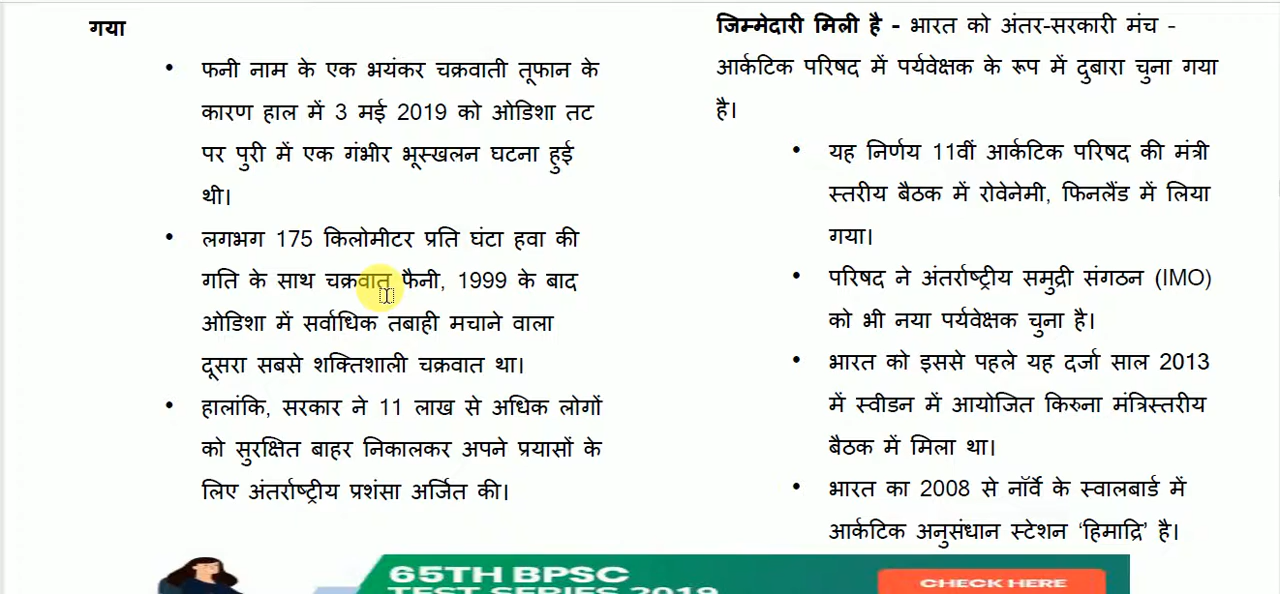 गया
फनी नाम के एक भयंकर चक्रवाती तूफान के
कारण हाल में 3 मई 2019 को ओडिशा तट
पर पुरी में एक गंभीर भूस्खलन घटना हुई
थी।
लगभग 175 किलोमीटर प्रति घंटा हवा की
गति के साथ चक्रवात फैनी, 1999 के बाद
ओडिशा में सर्वाधिक तबाही मचाने वाला
दूसरा सबसे शक्तिशाली चक्रवात था।
हालांकि, सरकार ने 11 लाख से अधिक लोगों
को सुरक्षित बाहर निकालकर अपने प्रयासों के
लिए अंतर्राष्ट्रीय प्रशंसा अर्जित की।
जिम्मेदारी मिली है - भारत को अंतर-सरकारी मंच -
आर्कटिक परिषद में पर्यवेक्षक के रूप में दुबारा चुना गया
है।
यह निर्णय 11वीं आर्कटिक परिषद की मंत्री
स्तरीय बैठक में रोवेनेमी, फिनलैंड में लिया
गया।
परिषद ने अंतर्राष्ट्रीय समुद्री संगठन (IMO)
को भी नया पर्यवेक्षक चुना है।
भारत को इससे पहले यह दर्जा साल 2013
में स्वीडन में आयोजित किरुना मंत्रिस्तरीय
बैठक में मिला था।
भारत का 2008 से नॉर्वे के स्वालबार्ड में
आर्कटिक अनुसंधान स्टेशन ‘हिमाद्रि’ है।
65TH BPSC
TEST SERIES 2019
CHECK HERE